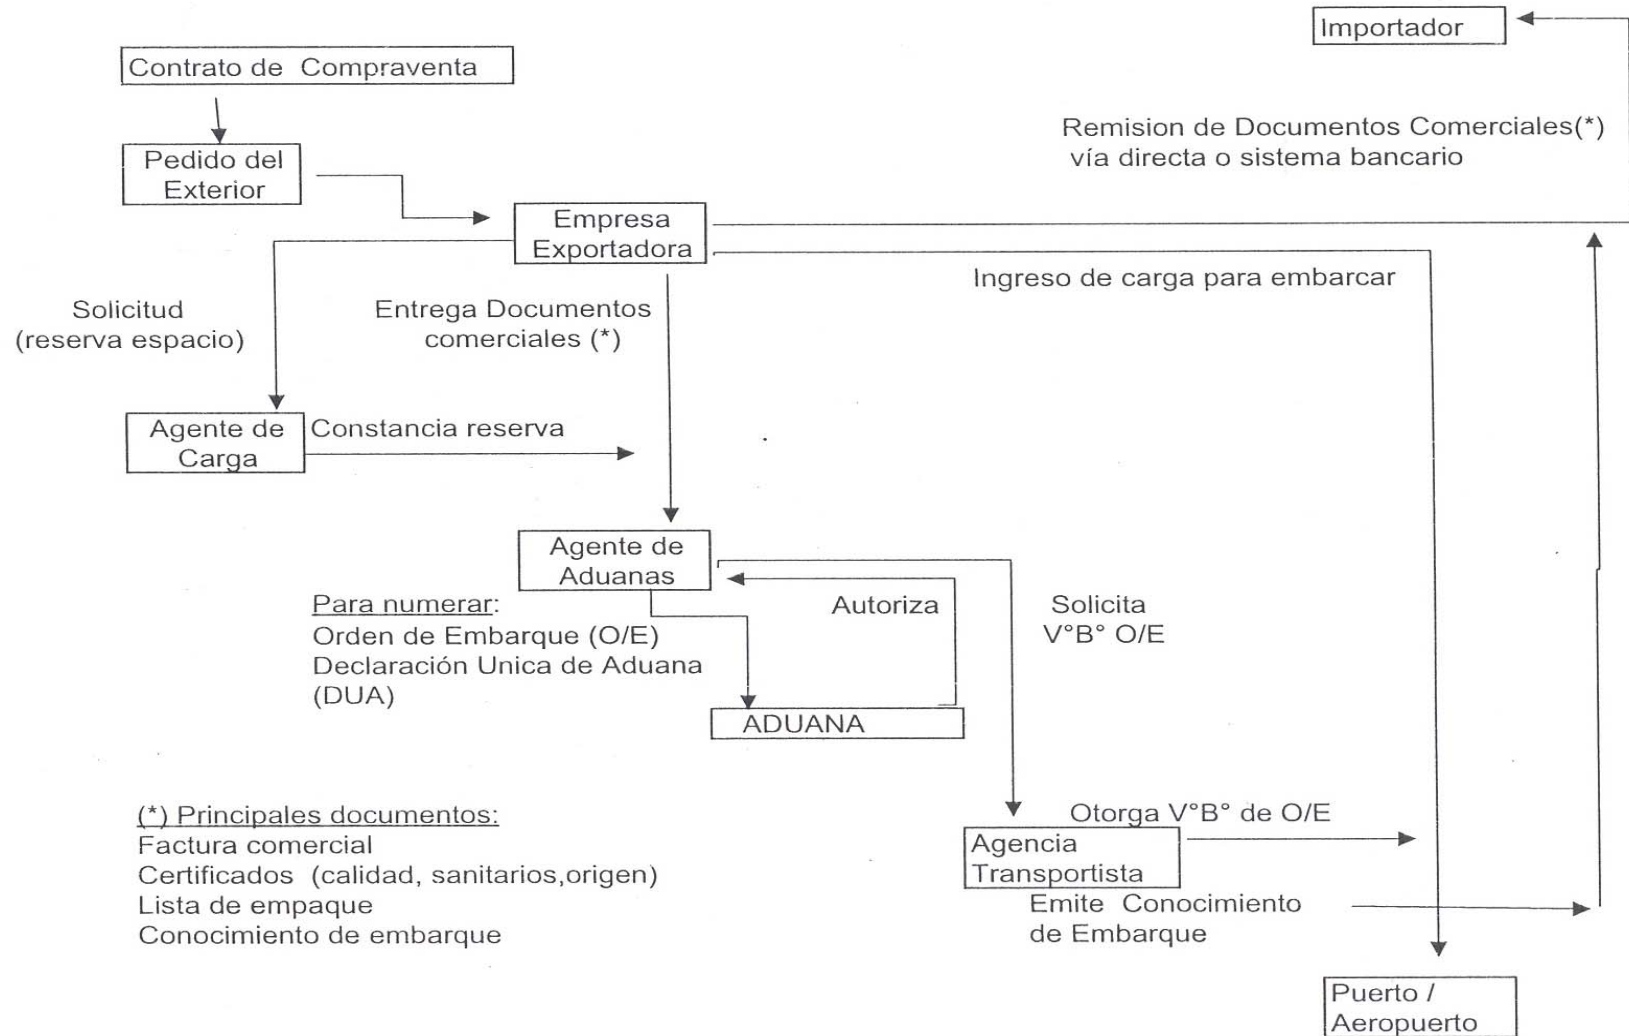 Importador
Contrato de  Compraventa
Remision de Documentos Comerciales(*)
vía directa o sistema bancario
Pedido del
Exterior
Empresa
Exportadora
Ingreso de carga para embarcar
Solicitud
(reserva espacio)
Entrega Documentos
comerciales (*)
Agente de
Carga
Constancia reserva
Agente de
Aduanas
Para numerar:
Orden de Embarque (O/E)
Declaración Unica de Aduana
(DUA)
Autoriza
Solicita
V°B° O/E
ADUANA
(*) Principales documentos:
Factura comercial
Certificados  (calidad, sanitarios,origen)
Lista de empaque
Conocimiento de embarque
Otorga V°B° de O/E
Agencia
Transportista
Emite  Conocimiento
de Embarque
Puerto /
Aeropuerto